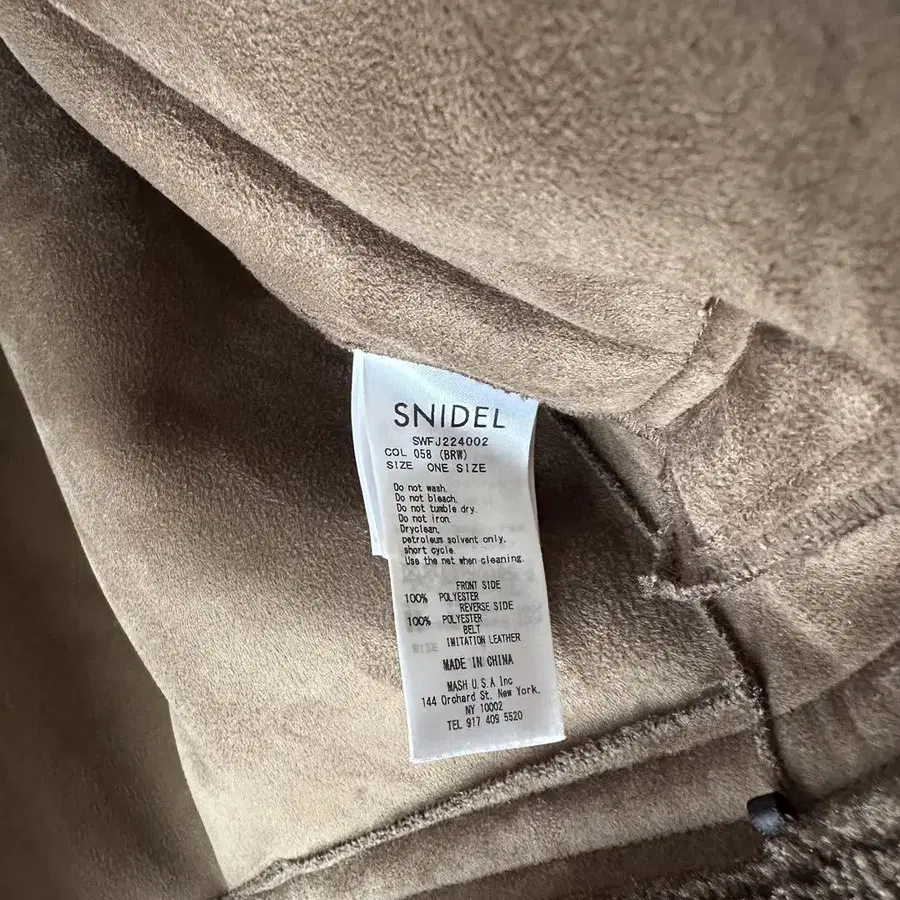 SNIDEL
SWFJ224002
COL 058 (BRW)
SIZE ONE SIZE
Do not wash.
Do not bleach.
Do not tumble dry.
Do not iron.
Dryclean,
petroleum solvent only,
short cycle.
Use the net when cleaning.
FRONT SIDE
100% POLYESTER
REVERSE SIDE
100% POLYESTER
BELT
IMITATION LEATHER
MADE IN CHINA
MASH U.S.A Inc
144 Orchard St. New York,
NY 10002
TEL 917 409 5520